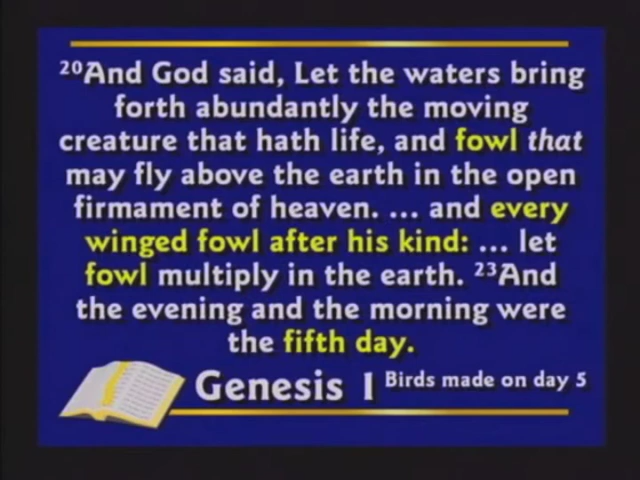 ²⁰And God said, Let the waters bring
forth abundantly the moving
creature that hath life, and fowl that
may fly above the earth in the open
firmament of heaven. ... and every
winged fowl after his kind: ... let
fowl multiply in the earth. ²³And
the evening and the morning were
the fifth day.
Genesis 1 Birds made on day 5